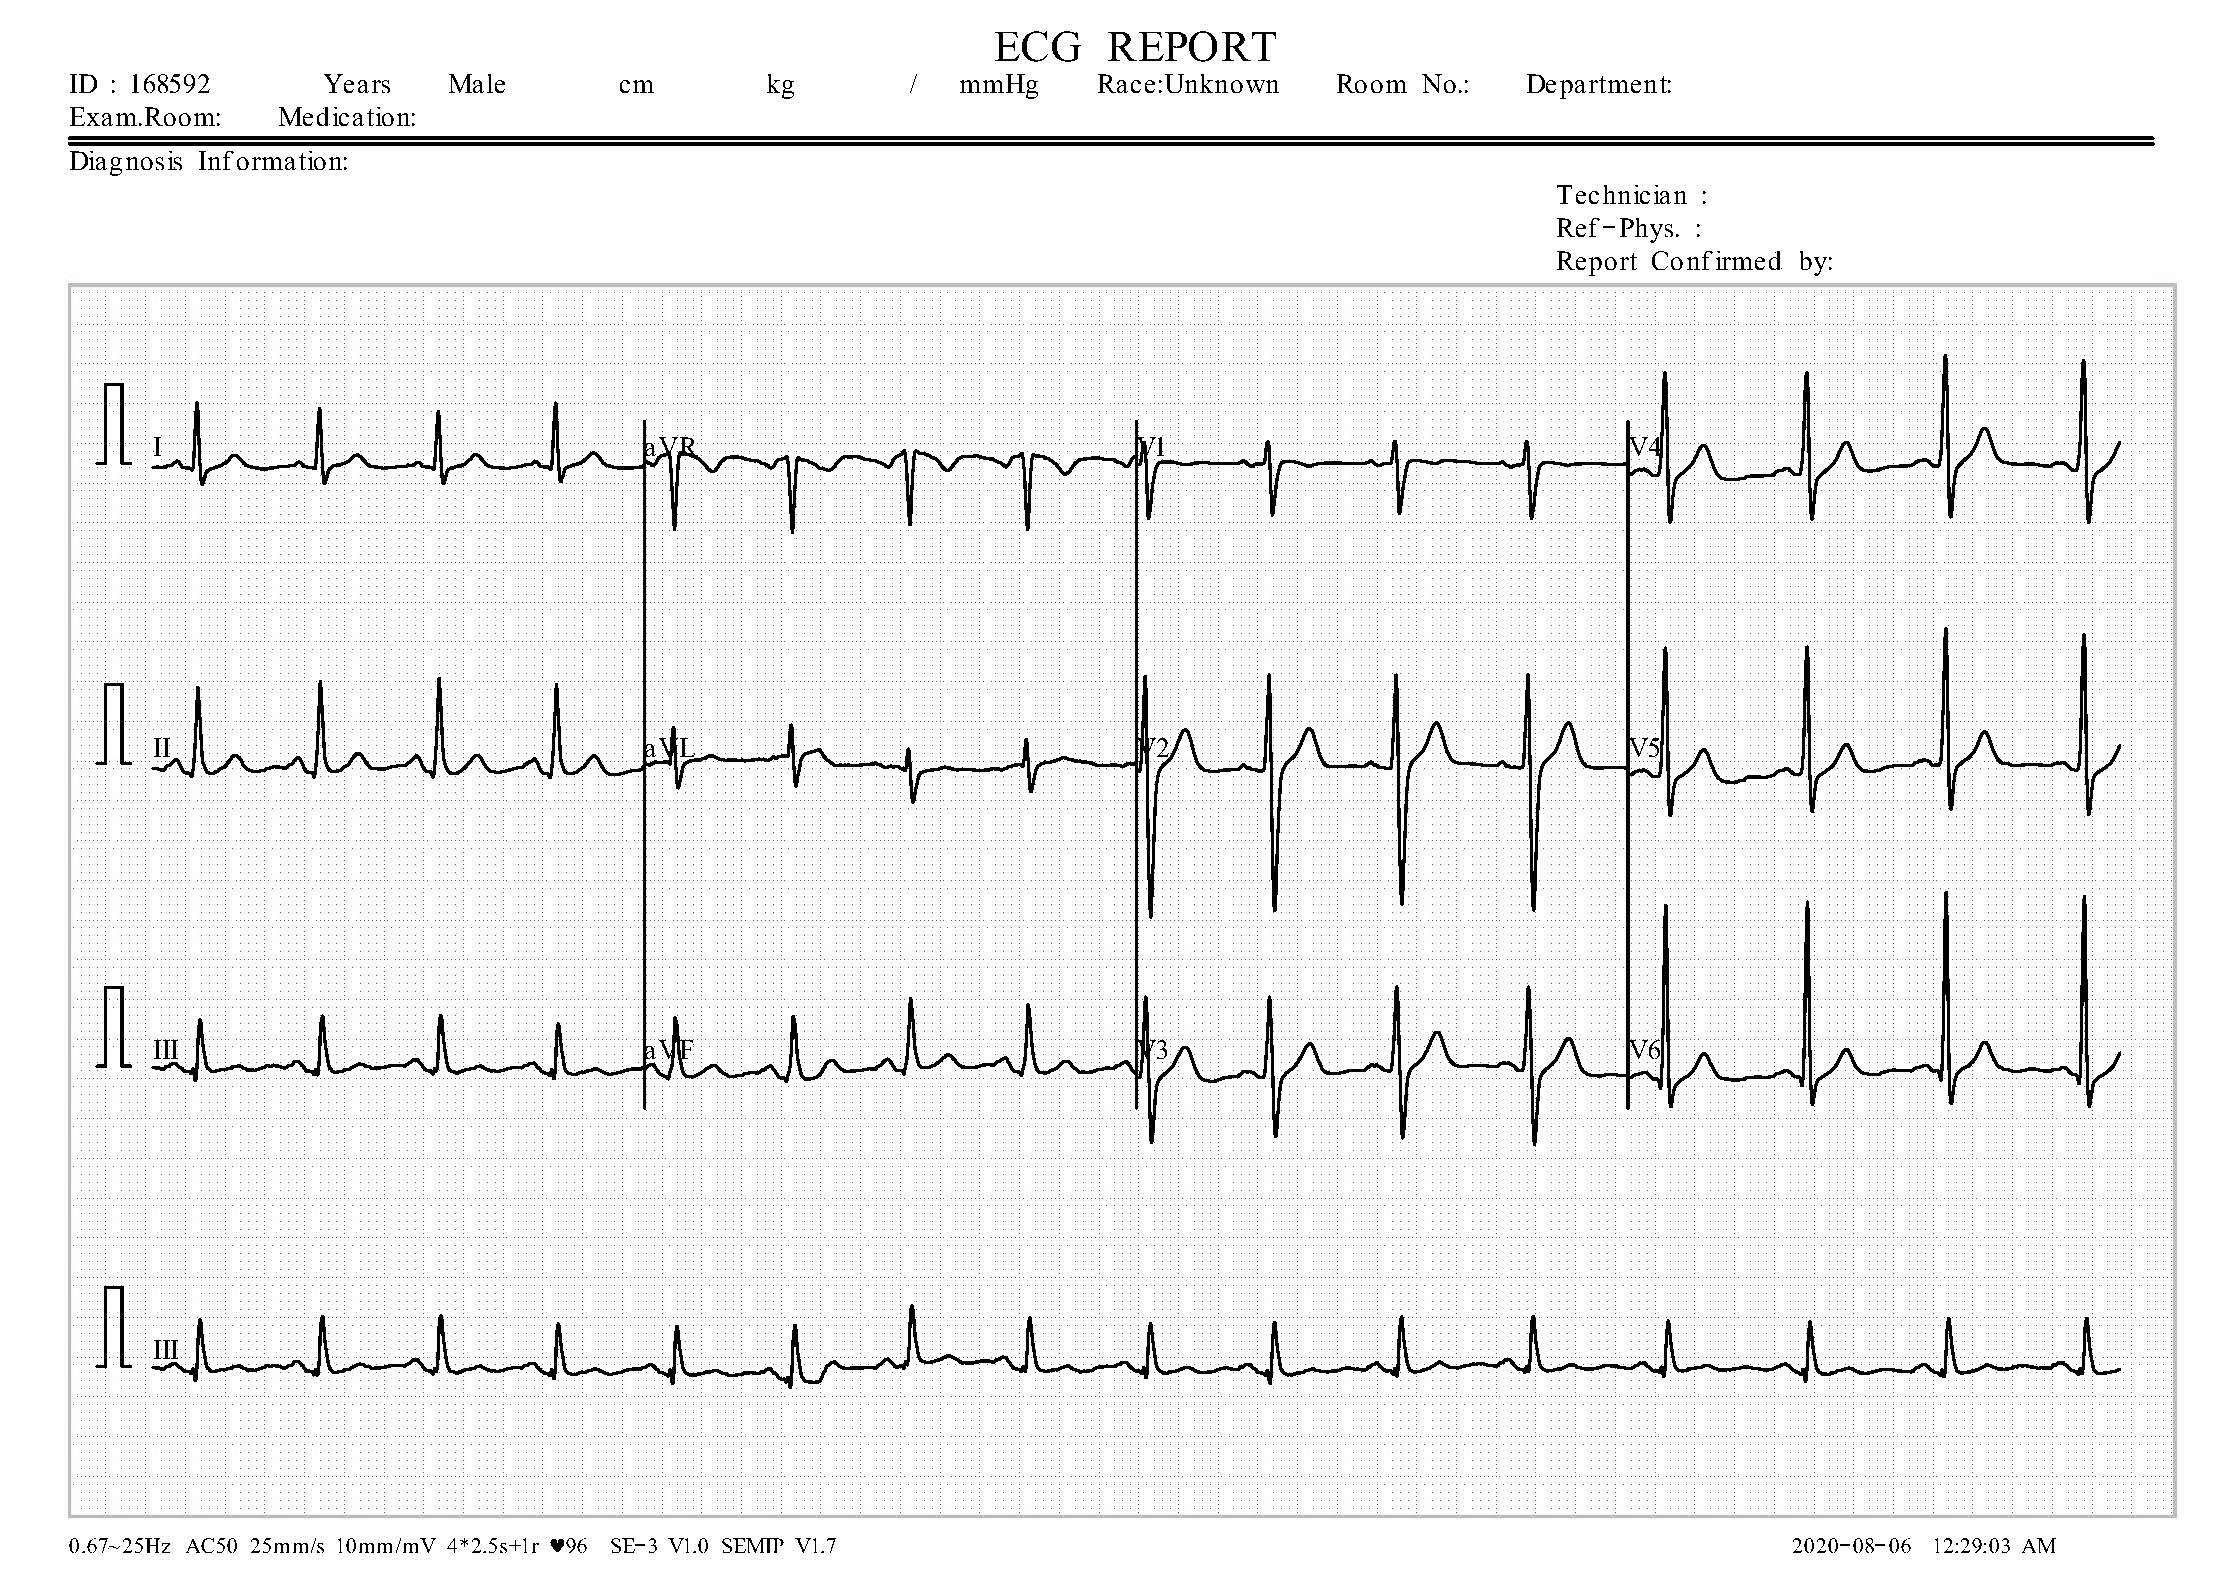 ECG REPORT
ID : 168592 Years Male cm kg / mmHg Race:Unknown Room No.: Department:
Exam.Room: Medication:
Diagnosis Information:
Technician :
Ref-Phys. :
Report Confirmed by:
I aVR V1 V4
II aVL V2 V5
III aVF V3 V6
III
0.67~25Hz AC50 25mm/s 10mm/mV 4*2.5s+1r ♥96 SE-3 V1.0 SEMIP V1.7
2020-08-06 12:29:03 AM